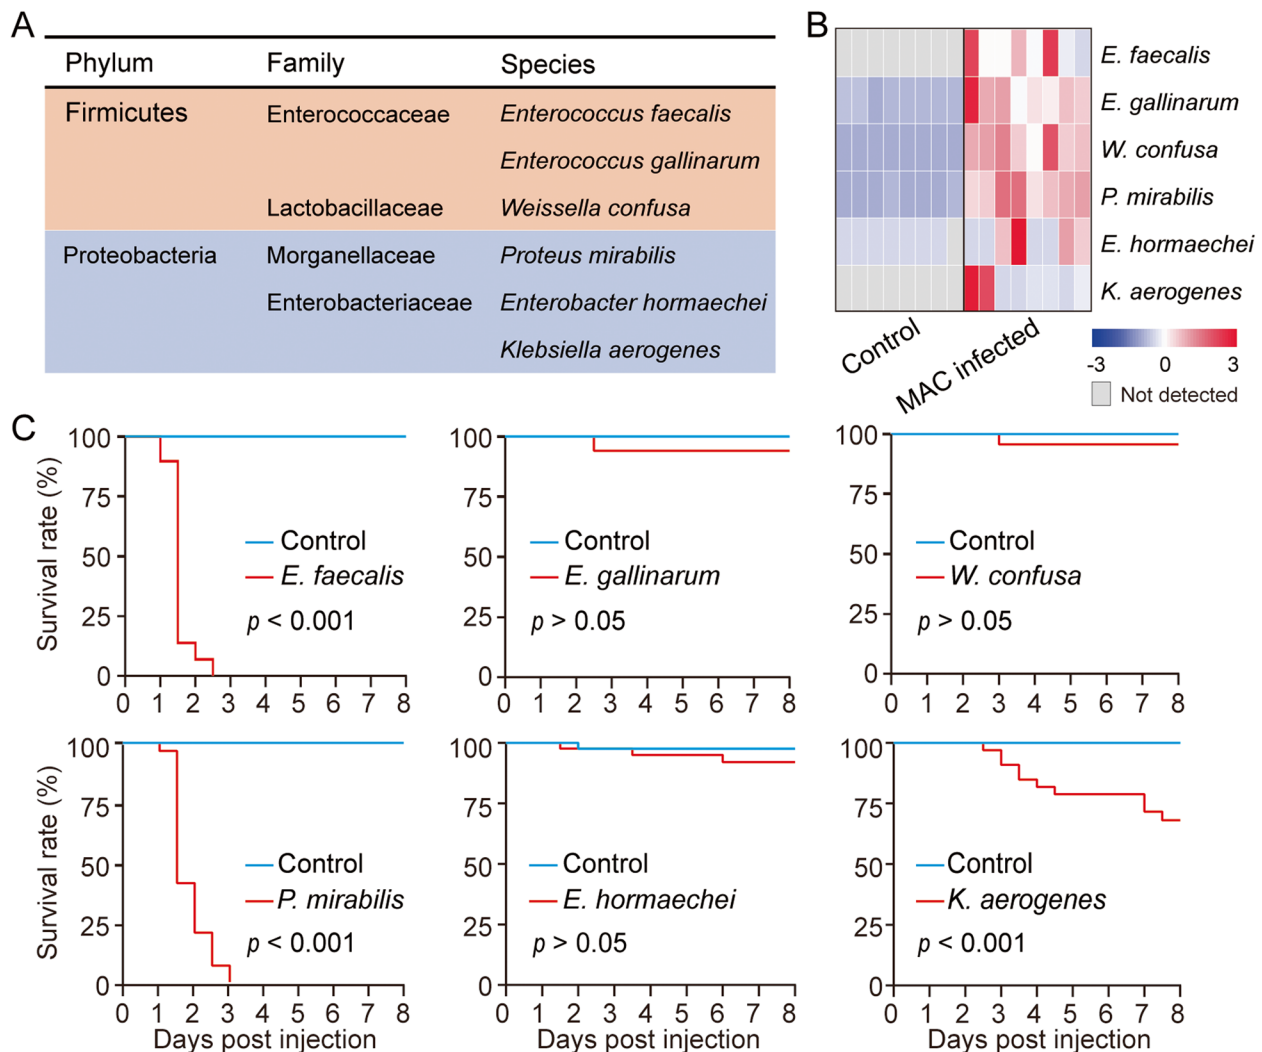 A
Phylum Family Species
Firmicutes Enterococcaceae Enterococcus faecalis
Enterococcus gallinarum
Lactobacillaceae Weissella confusa
Proteobacteria Morganellaceae Proteus mirabilis
Enterobacteriaceae Enterobacter hormaechei
Klebsiella aerogenes
B
E. faecalis
E. gallinarum
W. confusa
P. mirabilis
E. hormaechei
K. aerogenes
Control
MAC infected
-3 0 3
Not detected
C
Survival rate (%)
100
75
50
25
0
0 1 2 3 4 5 6 7 8
Control
E. faecalis
p < 0.001
100
75
50
25
0
0 1 2 3 4 5 6 7 8
Control
E. gallinarum
p > 0.05
100
75
50
25
0
0 1 2 3 4 5 6 7 8
Control
W. confusa
p > 0.05
Survival rate (%)
100
75
50
25
0
0 1 2 3 4 5 6 7 8
Days post injection
Control
P. mirabilis
p < 0.001
100
75
50
25
0
0 1 2 3 4 5 6 7 8
Days post injection
Control
E. hormaechei
p > 0.05
100
75
50
25
0
0 1 2 3 4 5 6 7 8
Days post injection
Control
K. aerogenes
p < 0.001